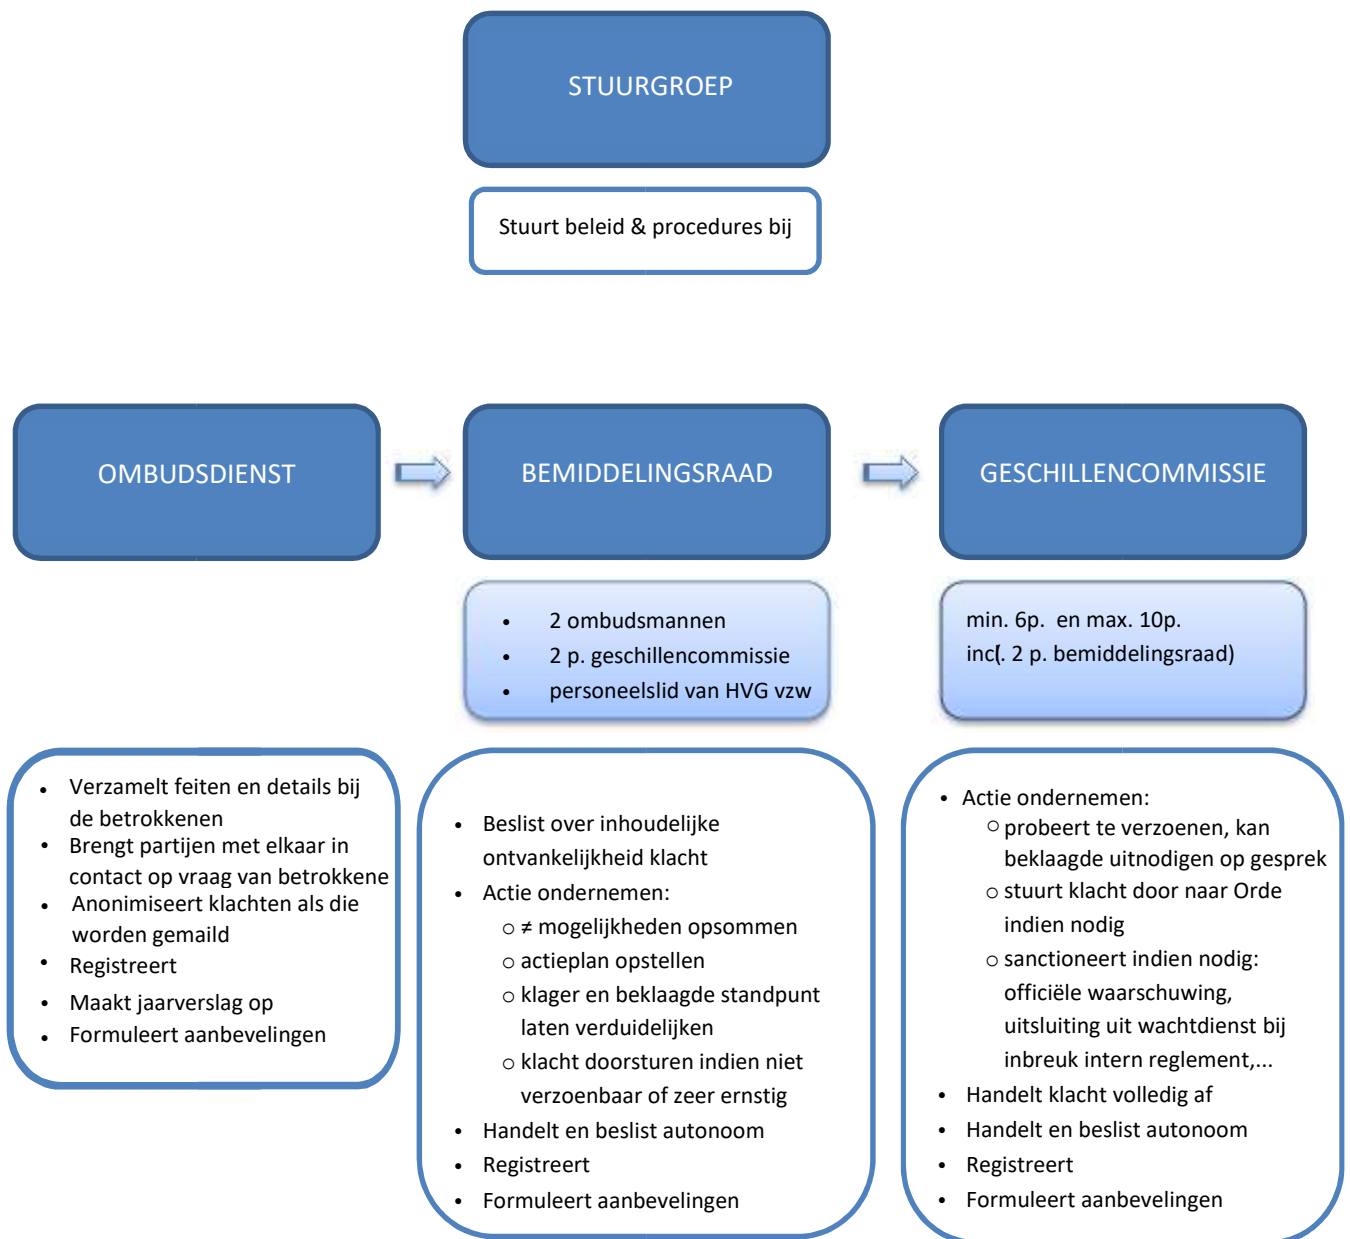 STUURGROEP
Stuurt beleid & procedures bij
OMBUDSDIENST
BEMIDDELINGSRAAD
GESCHILLENCOMMISSIE
• 2 ombudsmannen
• 2 p. geschillencommissie
• personeelslid van HVG vzw
min. 6p. en max. 10p.
inc(. 2 p. bemiddelingsraad)
• Verzamelt feiten en details bij
de betrokkenen
• Brengt partijen met elkaar in
contact op vraag van betrokkene
• Anonimiseert klachten als die
worden gemaild
• Registreert
• Maakt jaarverslag op
• Formuleert aanbevelingen
• Beslist over inhoudelijke
ontvankelijkheid klacht
• Actie ondernemen:
o ≠ mogelijkheden opsommen
o actieplan opstellen
o klager en beklaagde standpunt
laten verduidelijken
o klacht doorsturen indien niet
verzoenbaar of zeer ernstig
• Handelt en beslist autonoom
• Registreert
• Formuleert aanbevelingen
• Actie ondernemen:
o probeert te verzoenen, kan
beklaagde uitnodigen op gesprek
o stuurt klacht door naar Orde
indien nodig
o sanctioneert indien nodig:
officiële waarschuwing,
uitsluiting uit wachtdienst bij
inbreuk intern reglement,...
• Handelt klacht volledig af
• Handelt en beslist autonoom
• Registreert
• Formuleert aanbevelingen